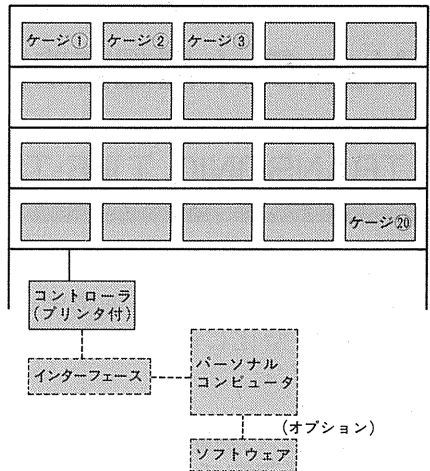 ケージ① ケージ② ケージ③
ケージ⑳
コントローラ
(プリンタ付)
インターフェース
パーソナル
コンピュータ
(オプション)
ソフトウェア